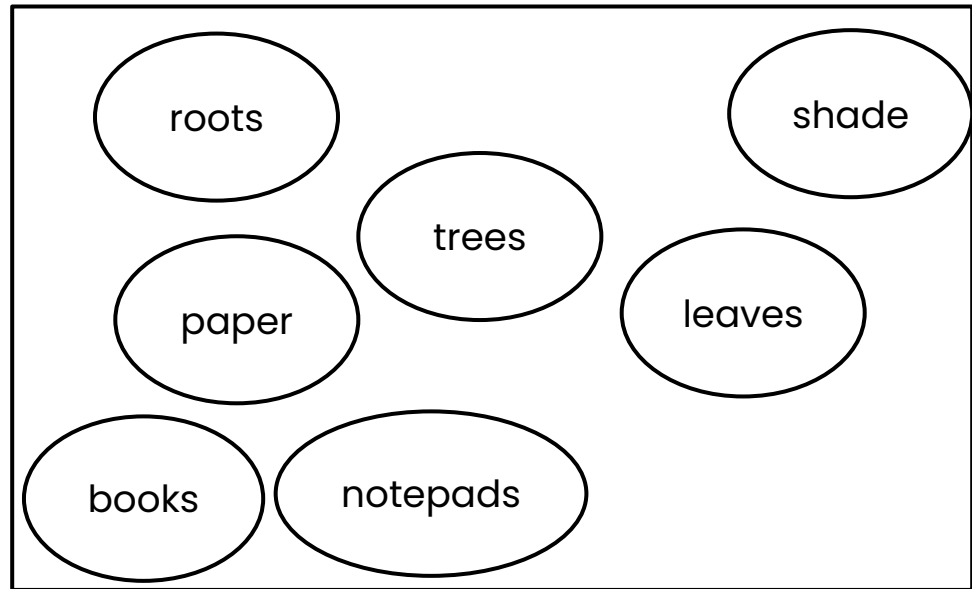 roots
shade
trees
paper
leaves
books
notepads